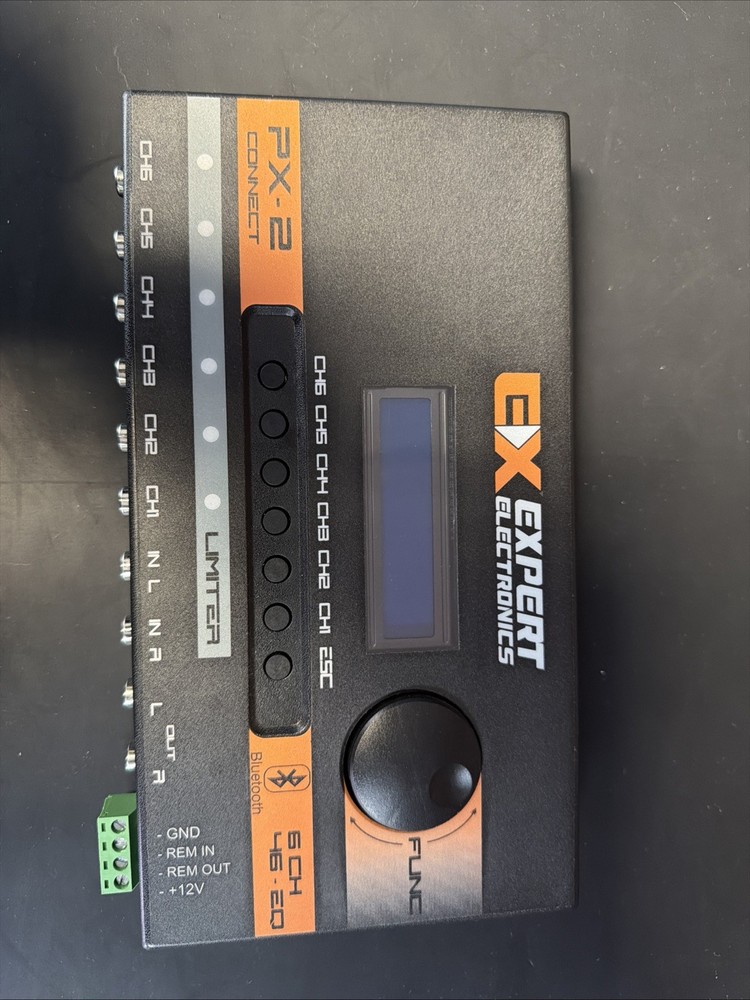 EX EXPERT
ELECTRONICS
FUNC
CH6 CH5 CH4 CH3 CH2 CH1 ESC
PX-2
CONNECT
Bluetooth
6 CH
46 - EQ
LIMITER
CH6 CH5 CH4 CH3 CH2 CH1 IN L IN R L OUT R
- GND
- REM IN
- REM OUT
- +12V